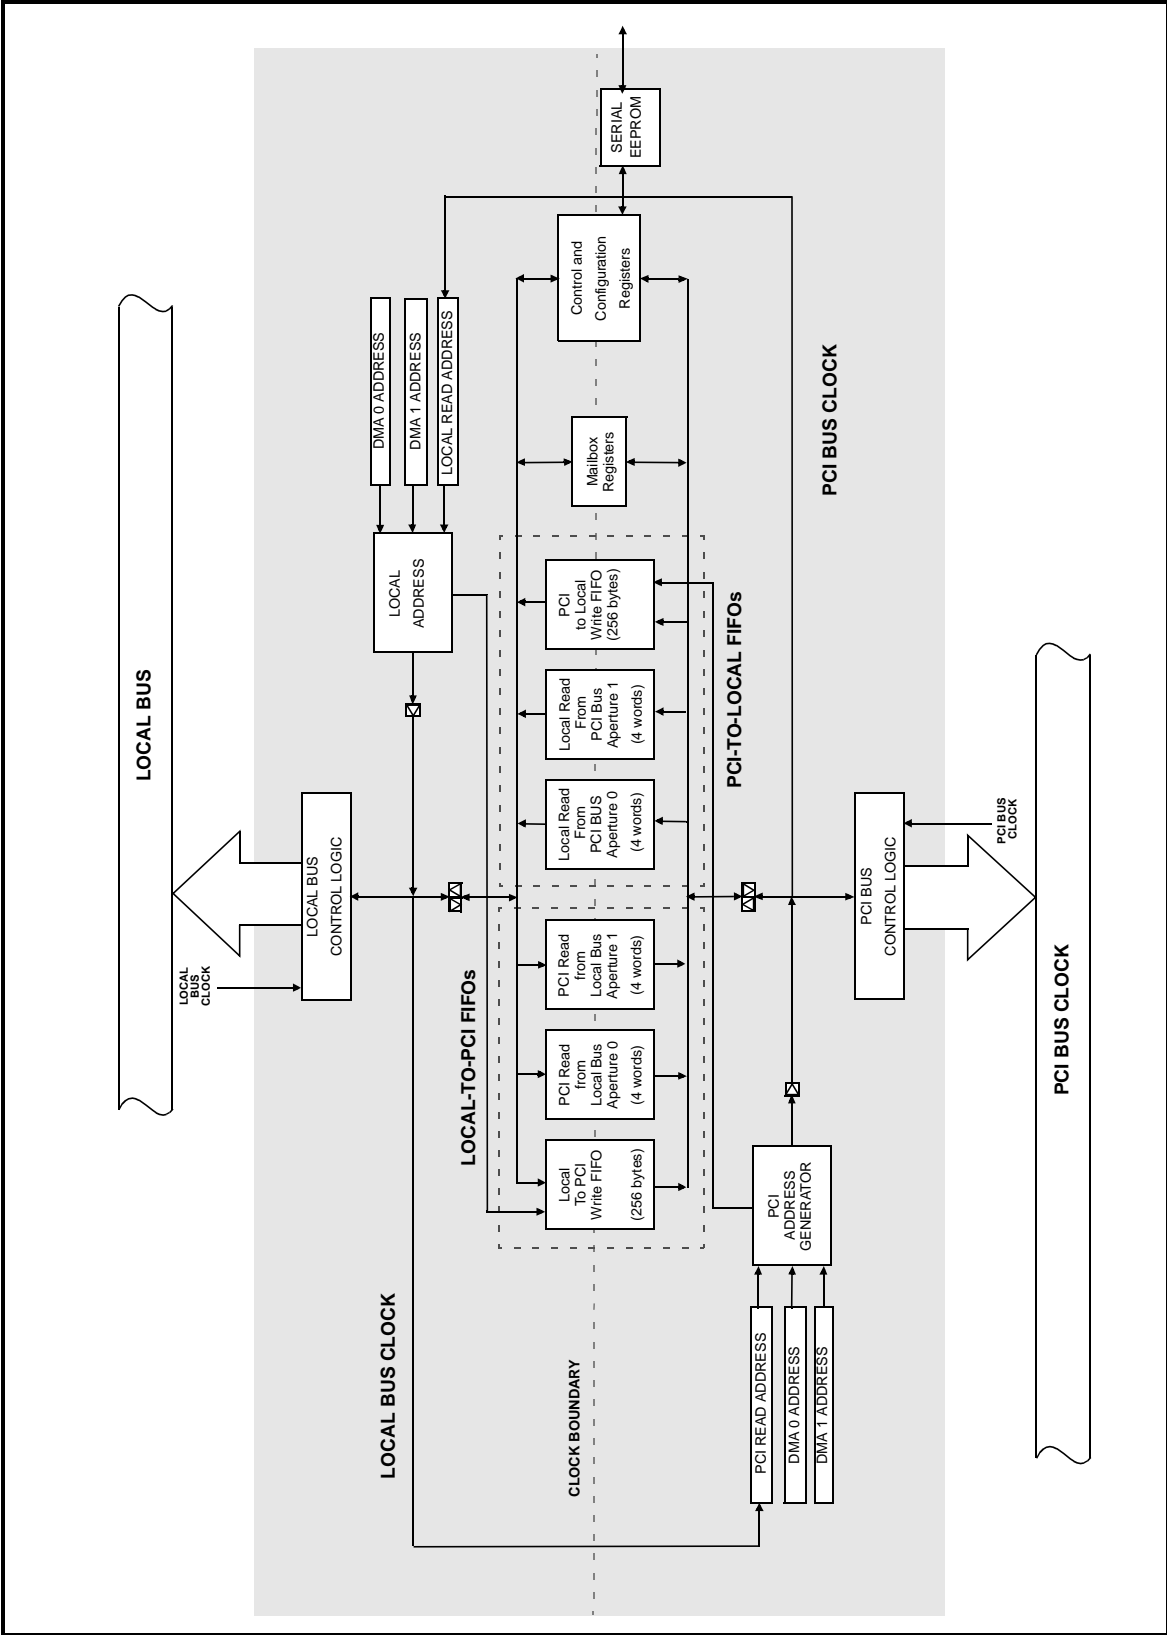 LOCAL BUS
LOCAL
BUS
CLOCK
LOCAL BUS
CONTROL LOGIC
LOCAL BUS CLOCK
LOCAL
ADDRESS
DMA 0 ADDRESS
DMA 1 ADDRESS
LOCAL READ ADDRESS
LOCAL-TO-PCI FIFOs
CLOCK BOUNDARY
Local
To PCI
Write FIFO
(256 bytes)
PCI Read
from
Local Bus
Aperture 0
(4 words)
PCI Read
from
Local Bus
Aperture 1
(4 words)
Local Read
From
PCI BUS
Aperture 0
(4 words)
Local Read
From
PCI Bus
Aperture 1
(4 words)
PCI
to Local
Write FIFO
(256 bytes)
Mailbox
Registers
Control and
Configuration
Registers
SERIAL
EEPROM
PCI-TO-LOCAL FIFOs
PCI READ ADDRESS
DMA 0 ADDRESS
DMA 1 ADDRESS
PCI
ADDRESS
GENERATOR
PCI BUS CLOCK
PCI BUS
CONTROL LOGIC
PCI BUS
CLOCK
PCI BUS CLOCK